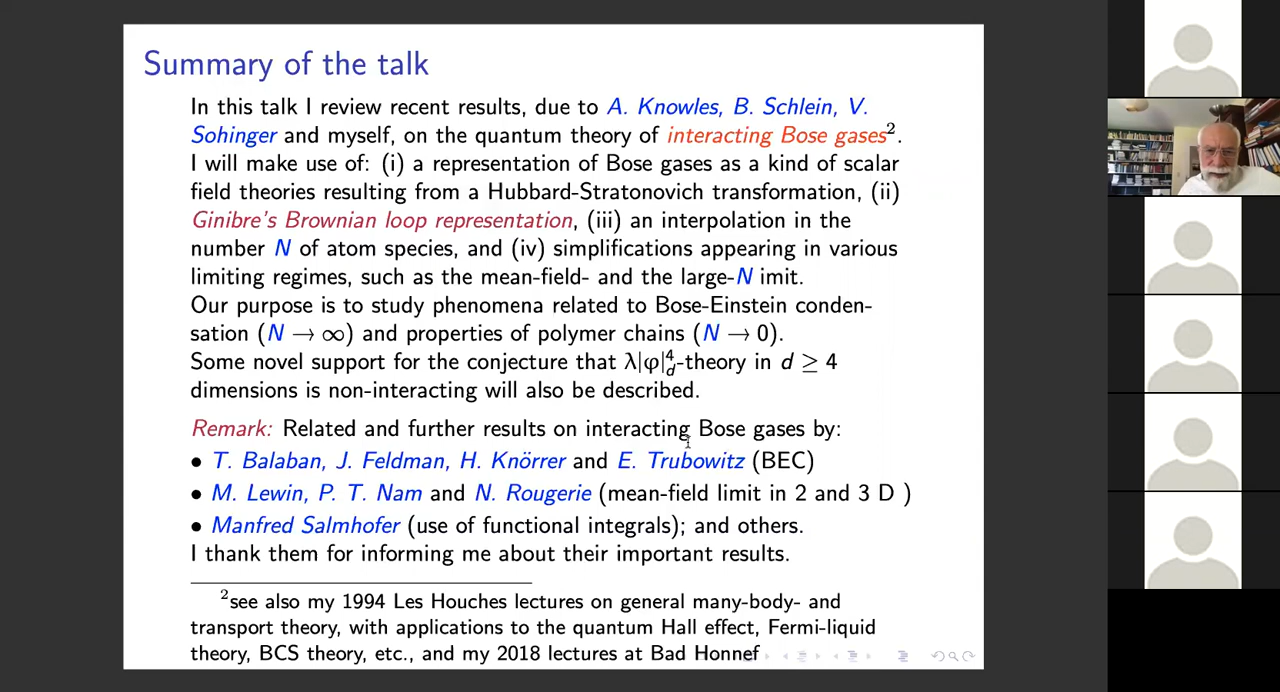 Summary of the talk
In this talk I review recent results, due to A. Knowles, B. Schlein, V.
Sohinger and myself, on the quantum theory of interacting Bose gases².
I will make use of: (i) a representation of Bose gases as a kind of scalar
field theories resulting from a Hubbard-Stratonovich transformation, (ii)
Ginibre's Brownian loop representation, (iii) an interpolation in the
number N of atom species, and (iv) simplifications appearing in various
limiting regimes, such as the mean-field- and the large-N imit.
Our purpose is to study phenomena related to Bose-Einstein conden-
sation (N → ∞) and properties of polymer chains (N → 0).
Some novel support for the conjecture that λ|φ|⁴_d-theory in d ≥ 4
dimensions is non-interacting will also be described.
Remark: Related and further results on interacting Bose gases by:
• T. Balaban, J. Feldman, H. Knörrer and E. Trubowitz (BEC)
• M. Lewin, P. T. Nam and N. Rougerie (mean-field limit in 2 and 3 D )
• Manfred Salmhofer (use of functional integrals); and others.
I thank them for informing me about their important results.
²see also my 1994 Les Houches lectures on general many-body- and
transport theory, with applications to the quantum Hall effect, Fermi-liquid
theory, BCS theory, etc., and my 2018 lectures at Bad Honnef